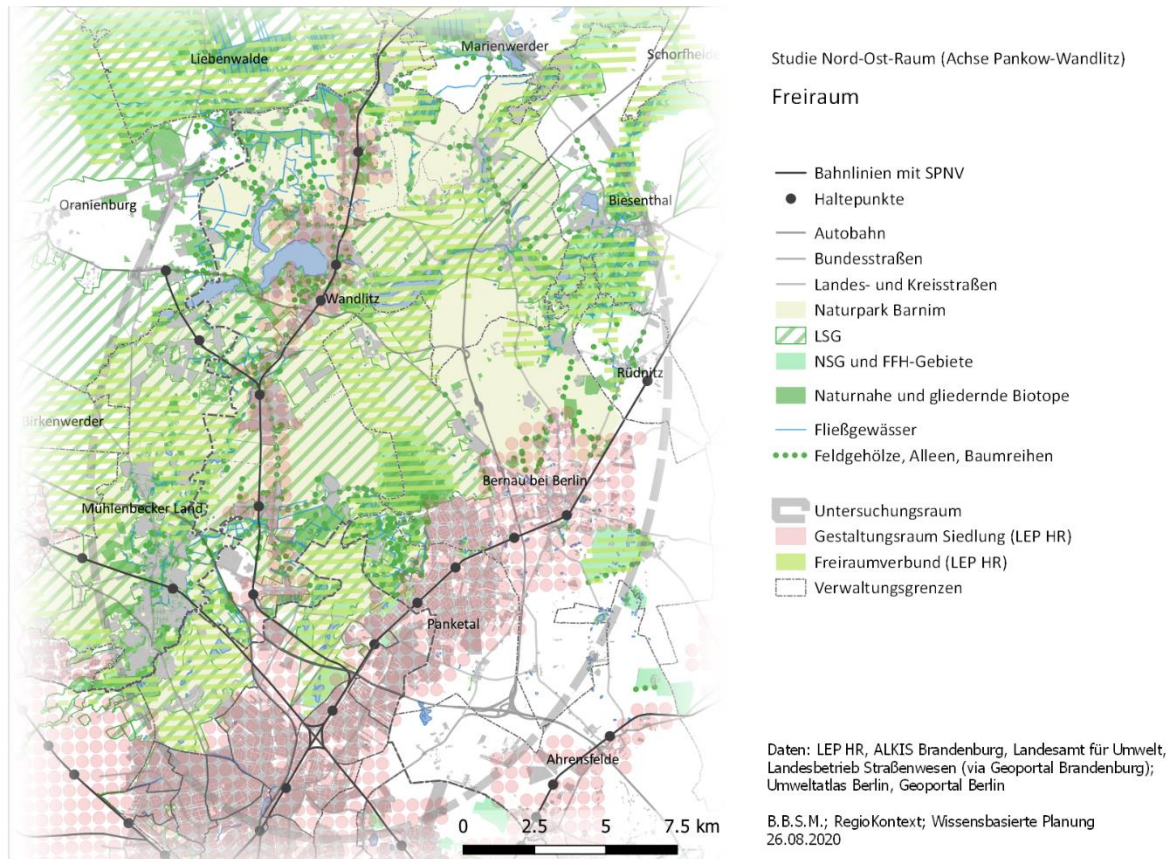 Liebenwalde
Marienwerder
Schorfheide
Oranienburg
Biesenthal
Wandlitz
Rüdnitz
Birkenwerder
Bernau bei Berlin
Mühlenbecker Land
Panketal
Ahrensfelde
0 2.5 5 7.5 km
Studie Nord-Ost-Raum (Achse Pankow-Wandlitz)
Freiraum
Bahnlinien mit SPNV
Haltepunkte
Autobahn
Bundesstraßen
Landes- und Kreisstraßen
Naturpark Barnim
LSG
NSG und FFH-Gebiete
Naturnahe und gliedernde Biotope
Fließgewässer
Feldgehölze, Alleen, Baumreihen
Untersuchungsraum
Gestaltungsraum Siedlung (LEP HR)
Freiraumverbund (LEP HR)
Verwaltungsgrenzen
Daten: LEP HR, ALKIS Brandenburg, Landesamt für Umwelt,
Landesbetrieb Straßenwesen (via Geoportal Brandenburg);
Umweltatlas Berlin, Geoportal Berlin
B.B.S.M.; RegioKontext; Wissensbasierte Planung
26.08.2020